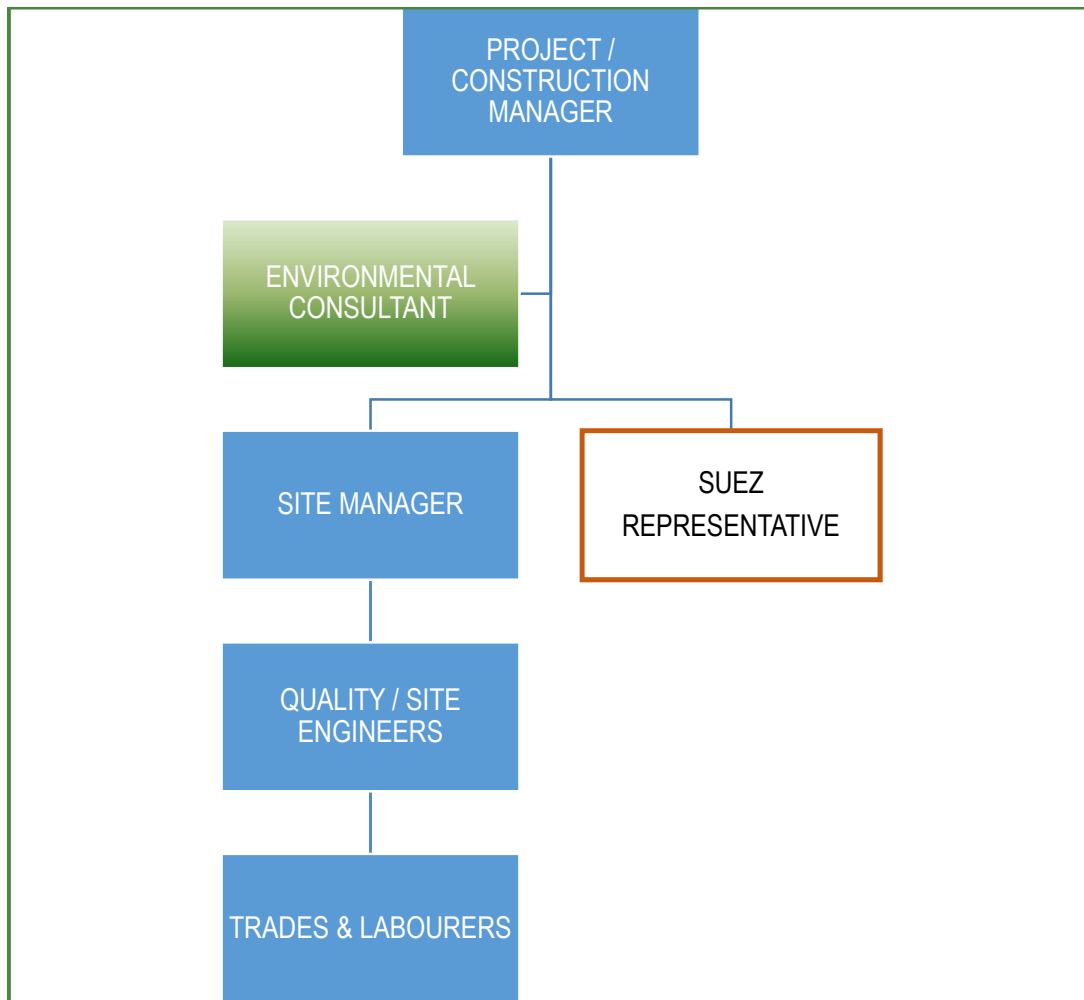 PROJECT /
CONSTRUCTION
MANAGER
ENVIRONMENTAL
CONSULTANT
SITE MANAGER
SUEZ
REPRESENTATIVE
QUALITY / SITE
ENGINEERS
TRADES & LABOURERS